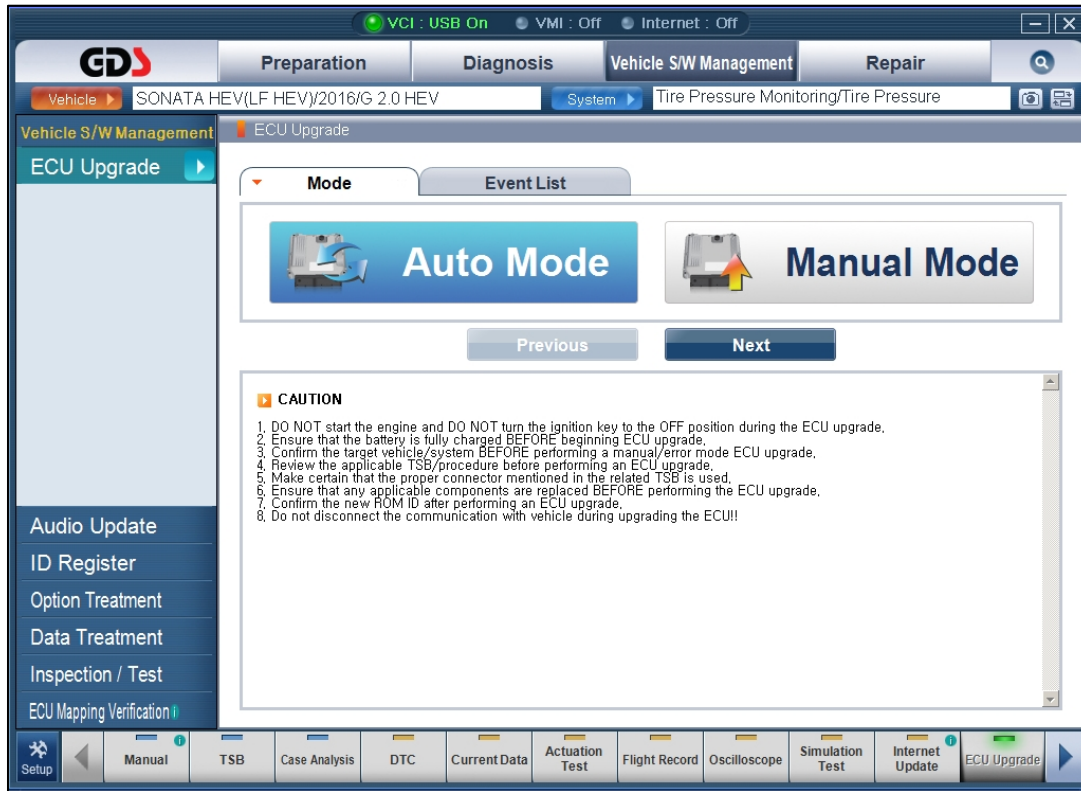 VCI : USB On VMI : Off Internet : Off
GDS Preparation Diagnosis Vehicle S/W Management Repair
Vehicle SONATA HEV(LF HEV)/2016/G 2.0 HEV System Tire Pressure Monitoring/Tire Pressure
Vehicle S/W Management
ECU Upgrade
ECU Upgrade
Mode Event List
Auto Mode Manual Mode
Previous Next
CAUTION
1, DO NOT start the engine and DO NOT turn the ignition key to the OFF position during the ECU upgrade,
2, Ensure that the battery is fully charged BEFORE beginning ECU upgrade,
3, Confirm the target vehicle/system BEFORE performing a manual/error mode ECU upgrade,
4, Review the applicable TSB/procedure before performing an ECU upgrade,
5, Make certain that the proper connector mentioned in the related TSB is used,
6, Ensure that any applicable components are replaced BEFORE performing the ECU upgrade,
7, Confirm the new ROM ID after performing an ECU upgrade,
8, Do not disconnect the communication with vehicle during upgrading the ECU!!
Audio Update
ID Register
Option Treatment
Data Treatment
Inspection / Test
ECU Mapping Verification i
Setup Manual i TSB Case Analysis DTC Current Data Actuation Test Flight Record Oscilloscope Simulation Test Internet Update i ECU Upgrade